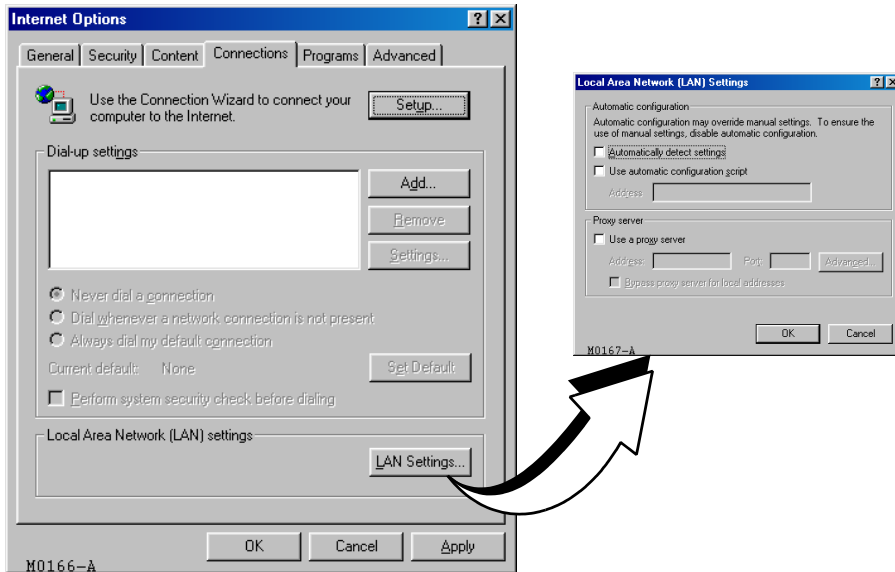 Internet Options
General Security Content Connections Programs Advanced
Use the Connection Wizard to connect your
computer to the Internet.
Setup...
Dial-up settings
Add...
Remove
Settings...
Never dial a connection
Dial whenever a network connection is not present
Always dial my default connection
Current default: None
Set Default
Perform system security check before dialing
Local Area Network (LAN) settings
LAN Settings...
OK Cancel Apply
M0166-A
Local Area Network (LAN) Settings
Automatic configuration
Automatic configuration may override manual settings. To ensure the
use of manual settings, disable automatic configuration.
Automatically detect settings
Use automatic configuration script
Address
Proxy server
Use a proxy server
Address: Port: Advanced...
Bypass proxy server for local addresses
OK Cancel
M0167-A